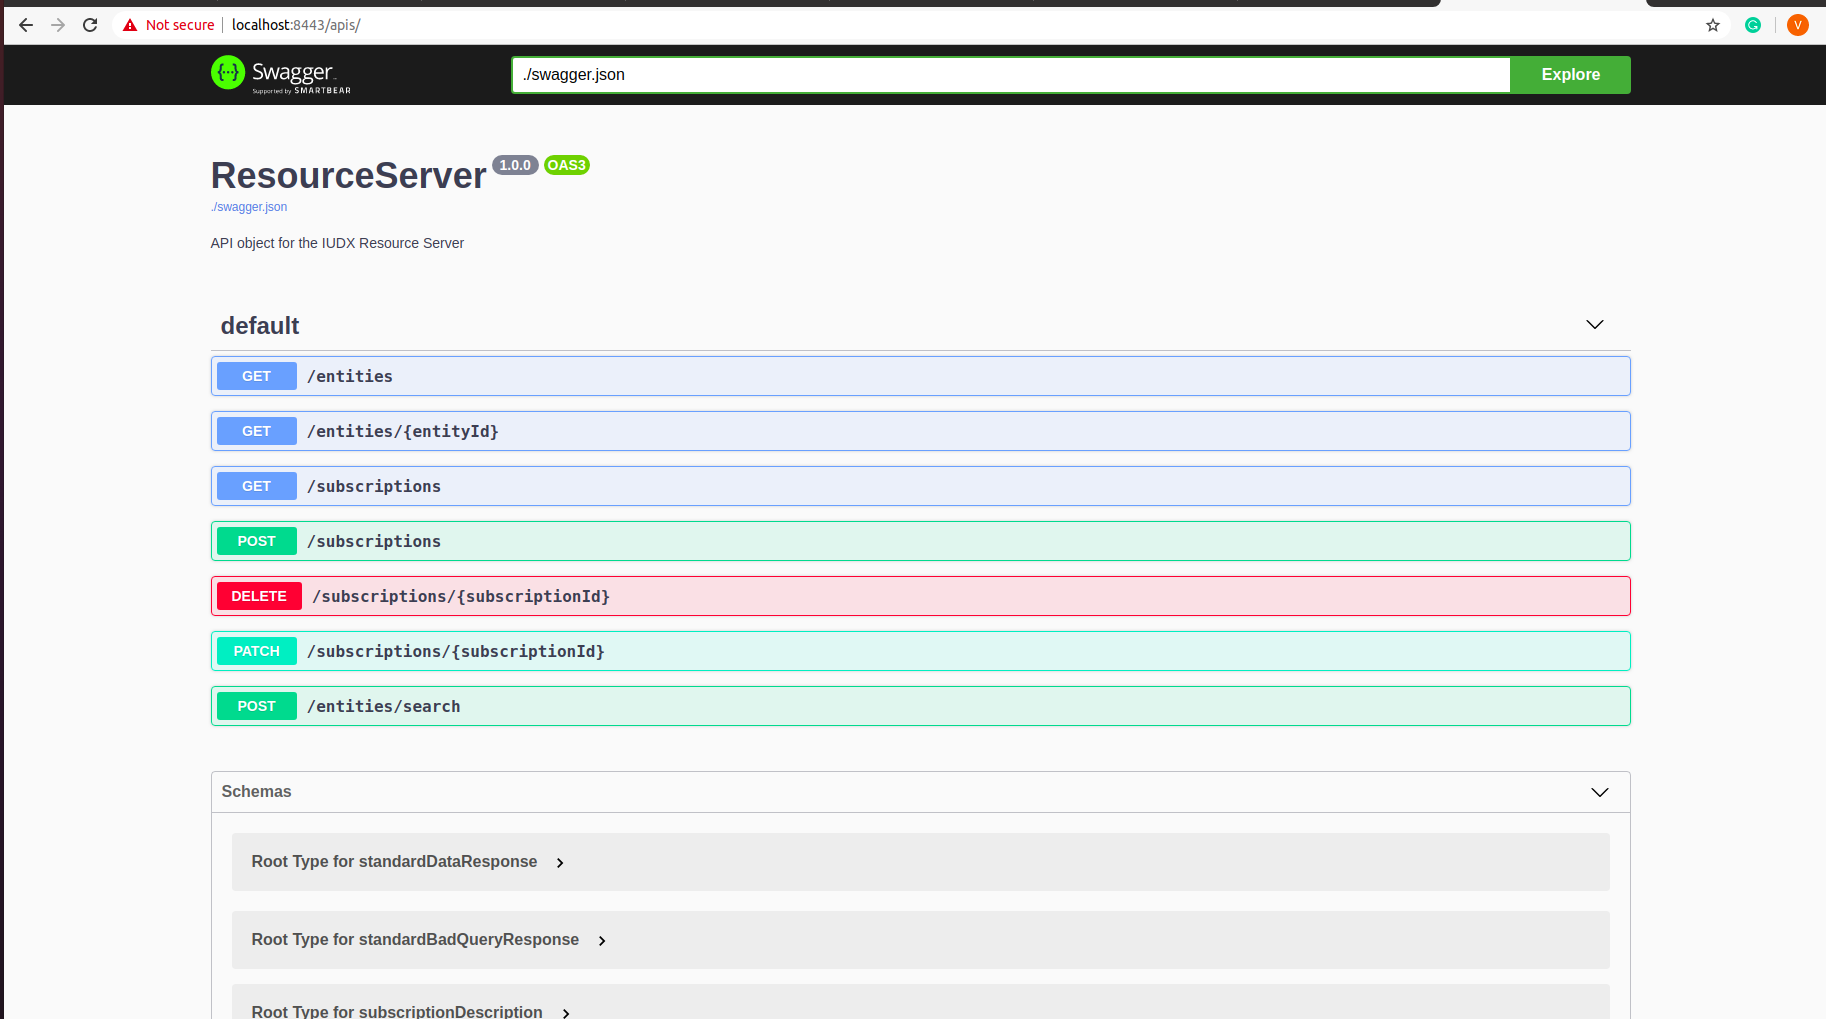 Not secure | localhost:8443/apis/
V
Swagger
Supported by SMARTBEAR
./swagger.json
Explore
ResourceServer 1.0.0 OAS3
./swagger.json
API object for the IUDX Resource Server
default
GET /entities
GET /entities/{entityId}
GET /subscriptions
POST /subscriptions
DELETE /subscriptions/{subscriptionId}
PATCH /subscriptions/{subscriptionId}
POST /entities/search
Schemas
Root Type for standardDataResponse
Root Type for standardBadQueryResponse
Root Type for subscriptionDescription